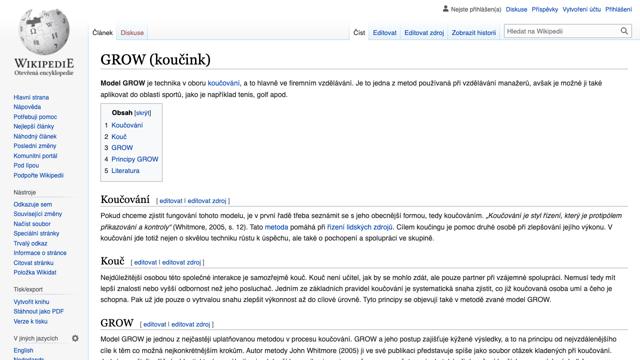 Nejste přihlášen(a) Diskuse Příspěvky Vytvoření účtu Přihlášení
Článek Diskuse Číst Editovat Editovat zdroj Zobrazit historii Hledat na Wikipedii
WIKIPEDIE
Otevřená encyklopedie
Hlavní strana
Nápověda
Potřebuji pomoc
Nejlepší články
Náhodný článek
Poslední změny
Komunitní portál
Pod lípou
Podpořte Wikipedii
Nástroje
Odkazuje sem
Související změny
Načíst soubor
Speciální stránky
Trvalý odkaz
Informace o stránce
Citovat stránku
Položka Wikidat
Tisk/export
Vytvořit knihu
Stáhnout jako PDF
Verze k tisku
V jiných jazycích
English
GROW (koučink)
Model GROW je technika v oboru koučování, a to hlavně ve firemním vzdělávání. Je to jedna z metod používaná při vzdělávání manažerů, avšak je možné ji také
aplikovat do oblasti sportů, jako je například tenis, golf apod.
Obsah [skrýt]
1 Koučování
2 Kouč
3 GROW
4 Principy GROW
5 Literatura
Koučování [ editovat | editovat zdroj ]
Pokud chceme zjistit fungování tohoto modelu, je v první řadě třeba seznámit se s jeho obecnější formou, tedy koučováním. „Koučování je styl řízení, který je protipólem
přikazování a kontroly" (Whitmore, 2005, s. 12). Tato metoda pomáhá při řízení lidských zdrojů. Cílem koučingu je pomoc druhé osobě při zlepšování jejího výkonu. V
koučování jde totiž nejen o skvělou techniku růstu k úspěchu, ale také o pochopení a spolupráci ve skupině.
Kouč [ editovat | editovat zdroj ]
Nejdůležitější osobou této společné interakce je samozřejmě kouč. Kouč není učitel, jak by se mohlo zdát, ale pouze partner při vzájemné spolupráci. Nemusí tedy mít
lepší znalosti nebo vyšší odbornost než jeho posluchač. Jedním ze základních pravidel koučování je systematická snaha zjistit, co již koučovaná osoba umí a čeho je
schopna. Pak už jde pouze o vytrvalou snahu zlepšit výkonnost až do cílové úrovně. Tyto principy se objevují také v metodě zvané model GROW.
GROW [ editovat | editovat zdroj ]
Model GROW je jednou z nejčastěji uplatňovanou metodou v procesu koučování. GROW a jeho postup zajišťuje kýžené výsledky, a to na principu od nejvzdálenějšího
cíle k těm co možná nejkonkrétnějším krokům. Autor metody John Whitmore (2005) ji ve své publikaci představuje spíše jako soubor otázek kladených při koučování.